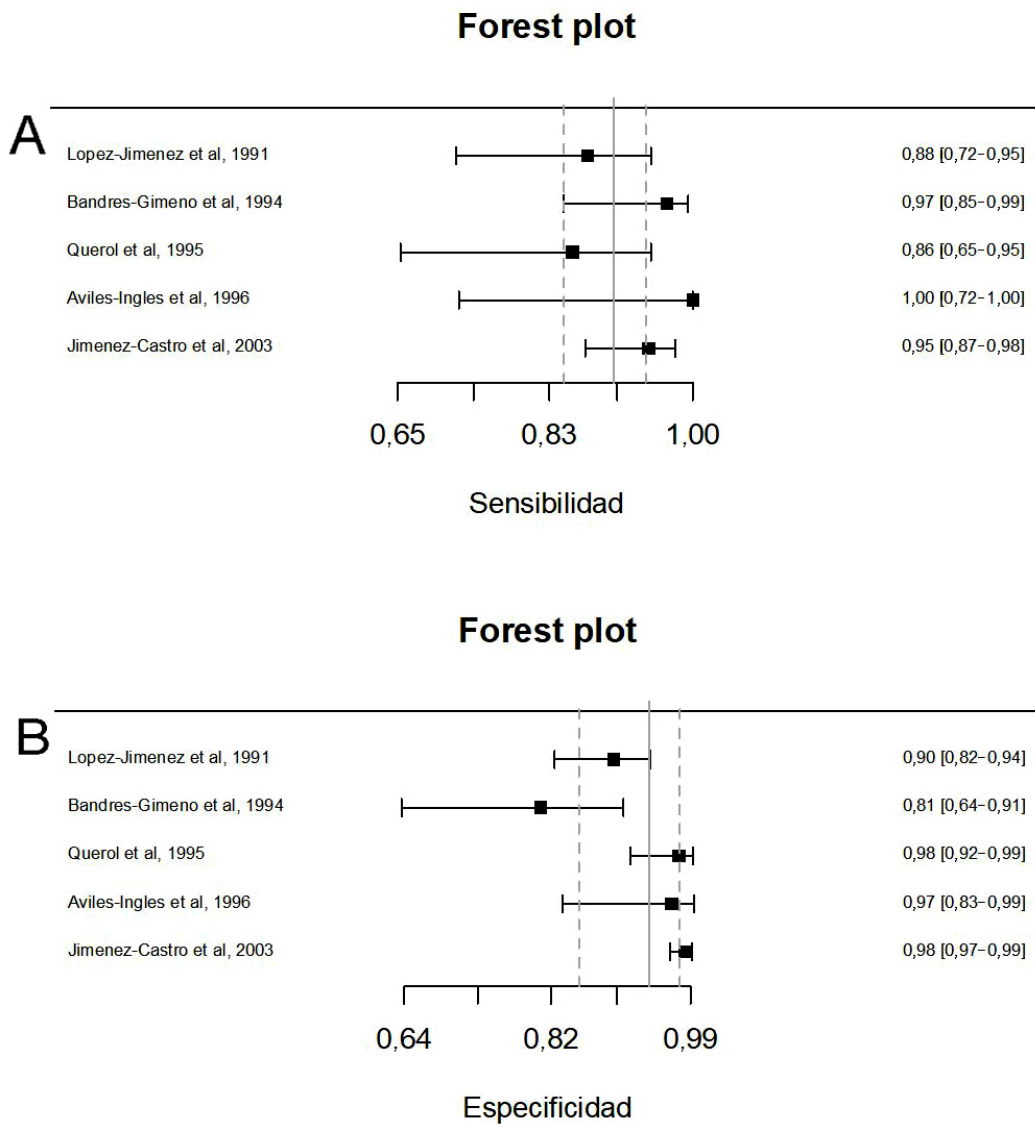 Forest plot
A
Lopez-Jimenez et al, 1991 0,88 [0,72-0,95]
Bandres-Gimeno et al, 1994 0,97 [0,85-0,99]
Querol et al, 1995 0,86 [0,65-0,95]
Aviles-Ingles et al, 1996 1,00 [0,72-1,00]
Jimenez-Castro et al, 2003 0,95 [0,87-0,98]
0,65 0,83 1,00
Sensibilidad
Forest plot
B
Lopez-Jimenez et al, 1991 0,90 [0,82-0,94]
Bandres-Gimeno et al, 1994 0,81 [0,64-0,91]
Querol et al, 1995 0,98 [0,92-0,99]
Aviles-Ingles et al, 1996 0,97 [0,83-0,99]
Jimenez-Castro et al, 2003 0,98 [0,97-0,99]
0,64 0,82 0,99
Especificidad